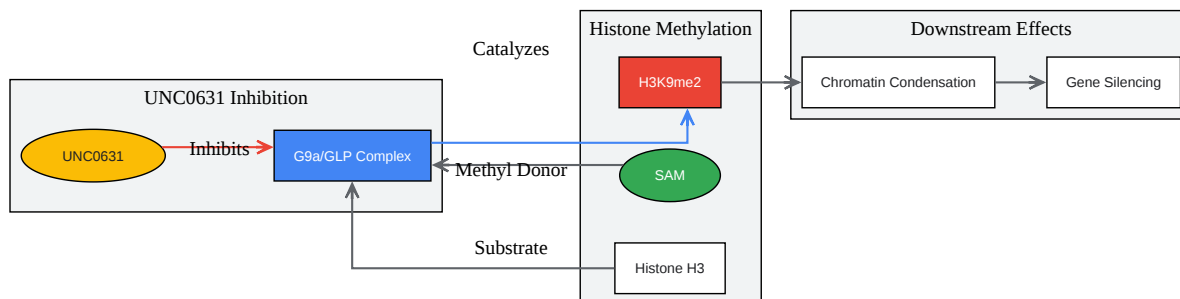 Catalyzes
Histone Methylation
Downstream Effects
H3K9me2
Chromatin Condensation
Gene Silencing
UNC0631 Inhibition
UNC0631
Inhibits
G9a/GLP Complex
Methyl Donor
SAM
Substrate
Histone H3